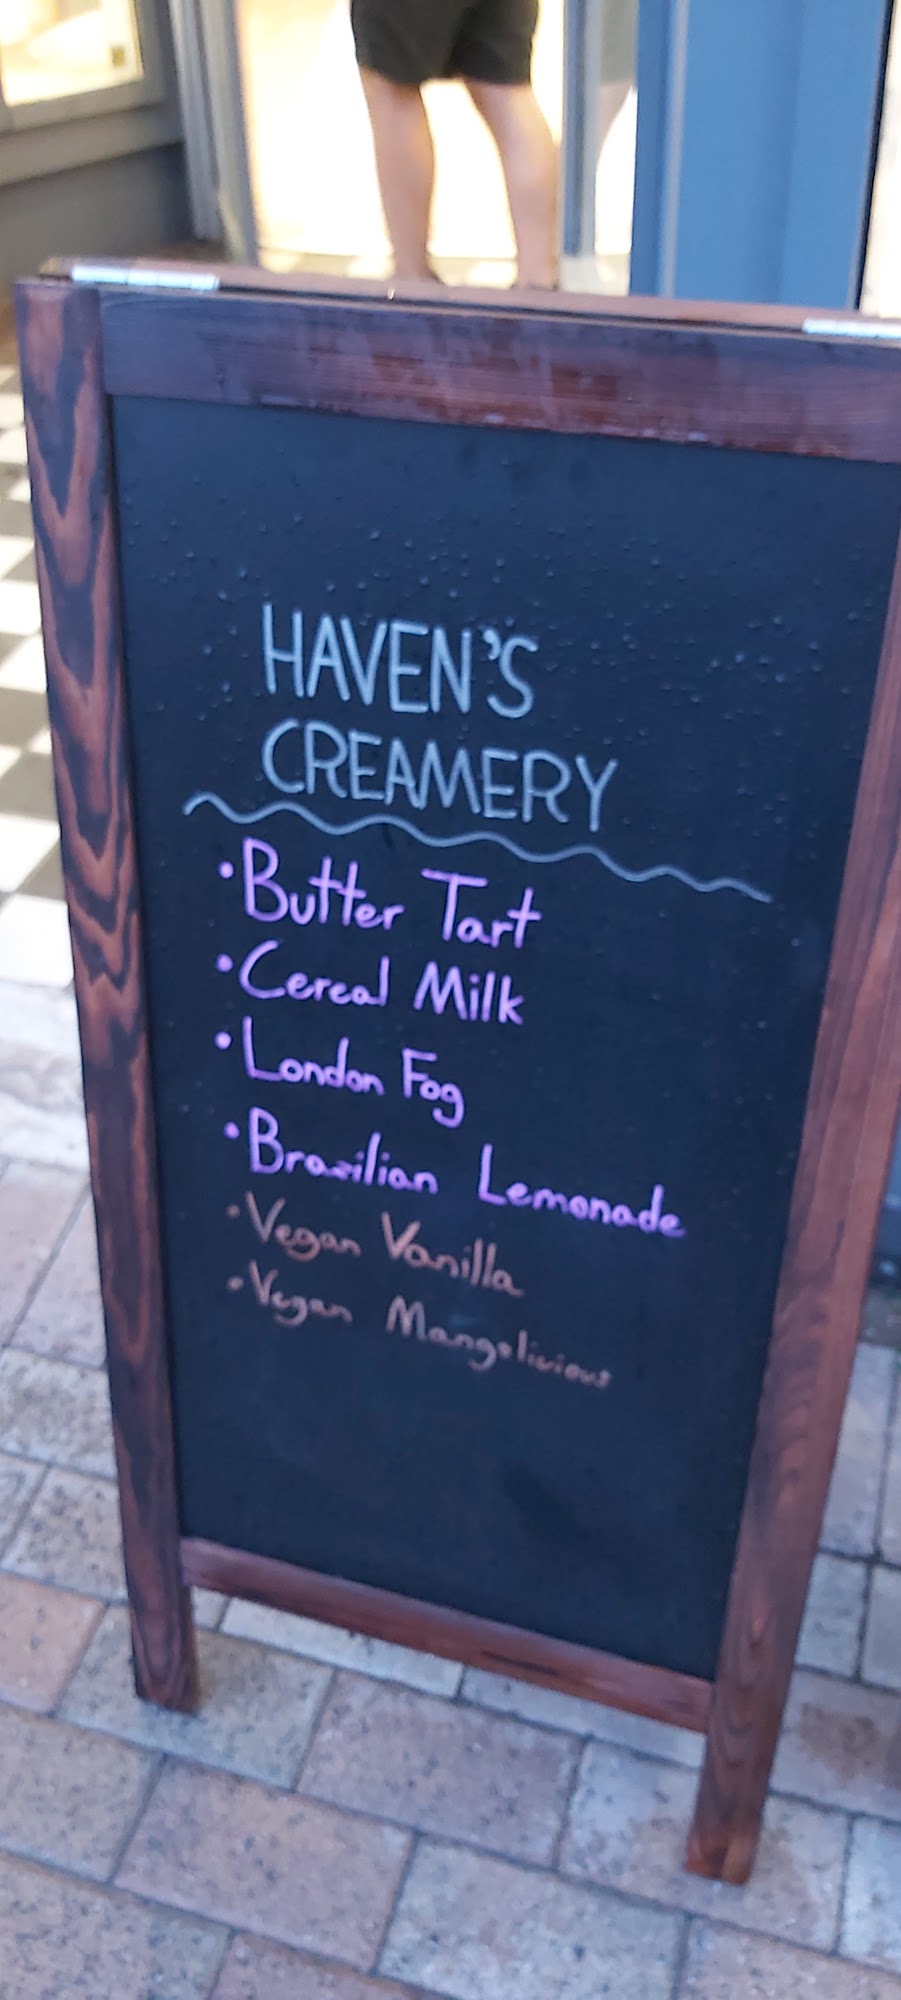 HAVEN'S
CREAMERY
• Butter Tart
• Cereal Milk
• London Fog
• Brazilian Lemonade
• Vegan Vanilla
• Vegan Mangolicious